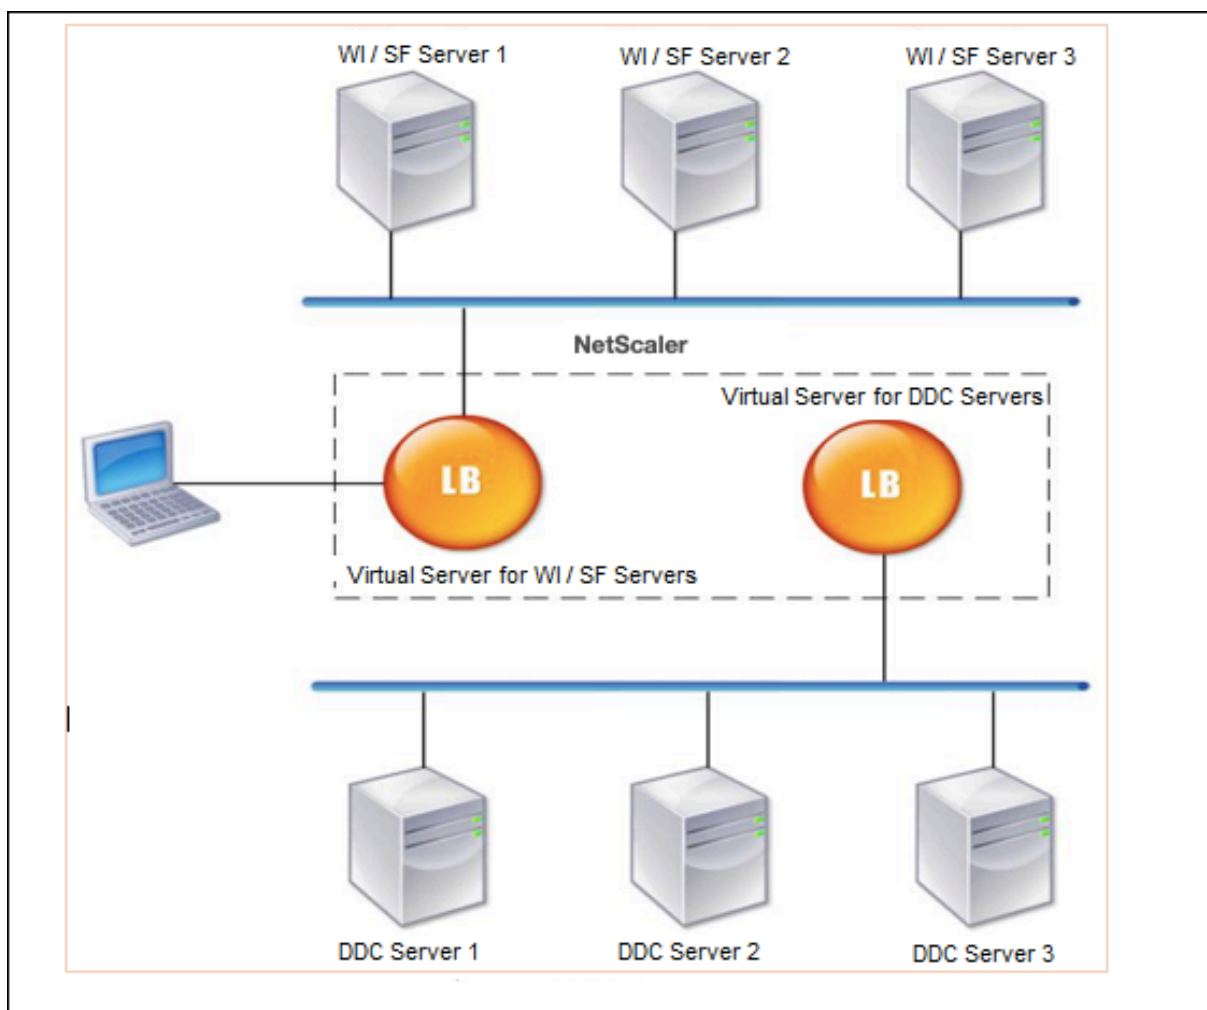 WI / SF Server 1
WI / SF Server 2
WI / SF Server 3
NetScaler
Virtual Server for DDC Servers
LB
LB
Virtual Server for WI / SF Servers
DDC Server 1
DDC Server 2
DDC Server 3